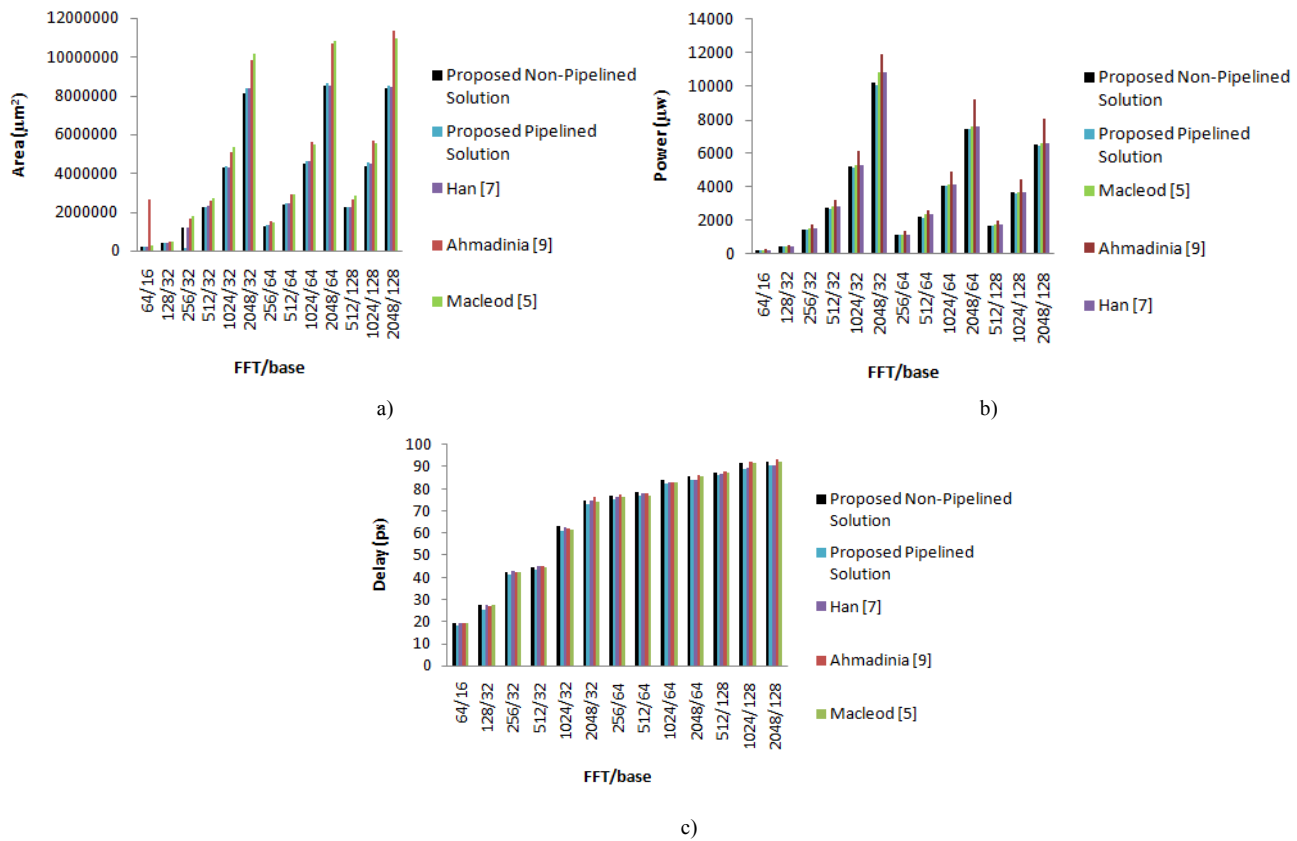 12000000
10000000
8000000
6000000
4000000
2000000
0
Area (µm²)
64/16
128/32
256/32
512/32
1024/32
2048/32
256/64
512/64
1024/64
2048/64
512/128
1024/128
2048/128
FFT/base
Proposed Non-Pipelined
Solution
Proposed Pipelined
Solution
Han [7]
Ahmadinia [9]
Macleod [5]
a)
14000
12000
10000
8000
6000
4000
2000
0
Power (µw)
64/16
128/32
256/32
512/32
1024/32
2048/32
256/64
512/64
1024/64
2048/64
512/128
1024/128
2048/128
FFT/base
Proposed Non-Pipelined
Solution
Proposed Pipelined
Solution
Macleod [5]
Ahmadinia [9]
Han [7]
b)
100
90
80
70
60
50
40
30
20
10
0
Delay (ps)
64/16
128/32
256/32
512/32
1024/32
2048/32
256/64
512/64
1024/64
2048/64
512/128
1024/128
2048/128
FFT/base
Proposed Non-Pipelined
Solution
Proposed Pipelined
Solution
Han [7]
Ahmadinia [9]
Macleod [5]
c)